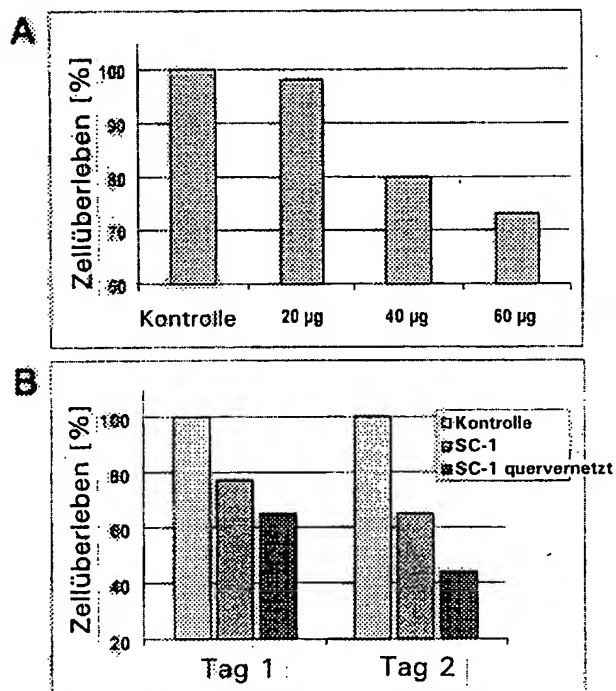 A
Zellüberleben [%]
100
90
80
70
60
Kontrolle 20 µg 40 µg 60 µg
B
Zellüberleben [%]
100
80
60
40
20
Kontrolle
SC-1
SC-1 quervernetzt
Tag 1 Tag 2